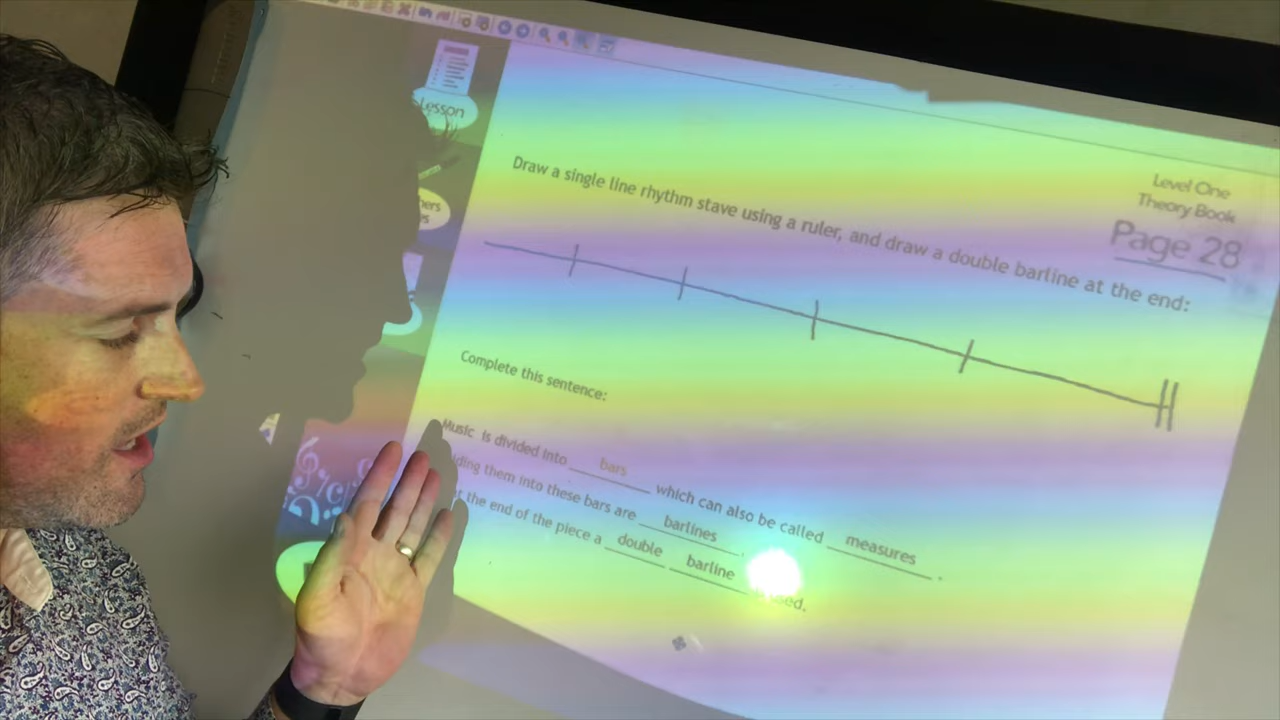 Lesson
Level One
Theory Book
Page 28
Draw a single line rhythm stave using a ruler, and draw a double barline at the end:
Complete this sentence:
Music is divided into bars which can also be called measures.
iding them into these bars are barlines.
the end of the piece a double barline